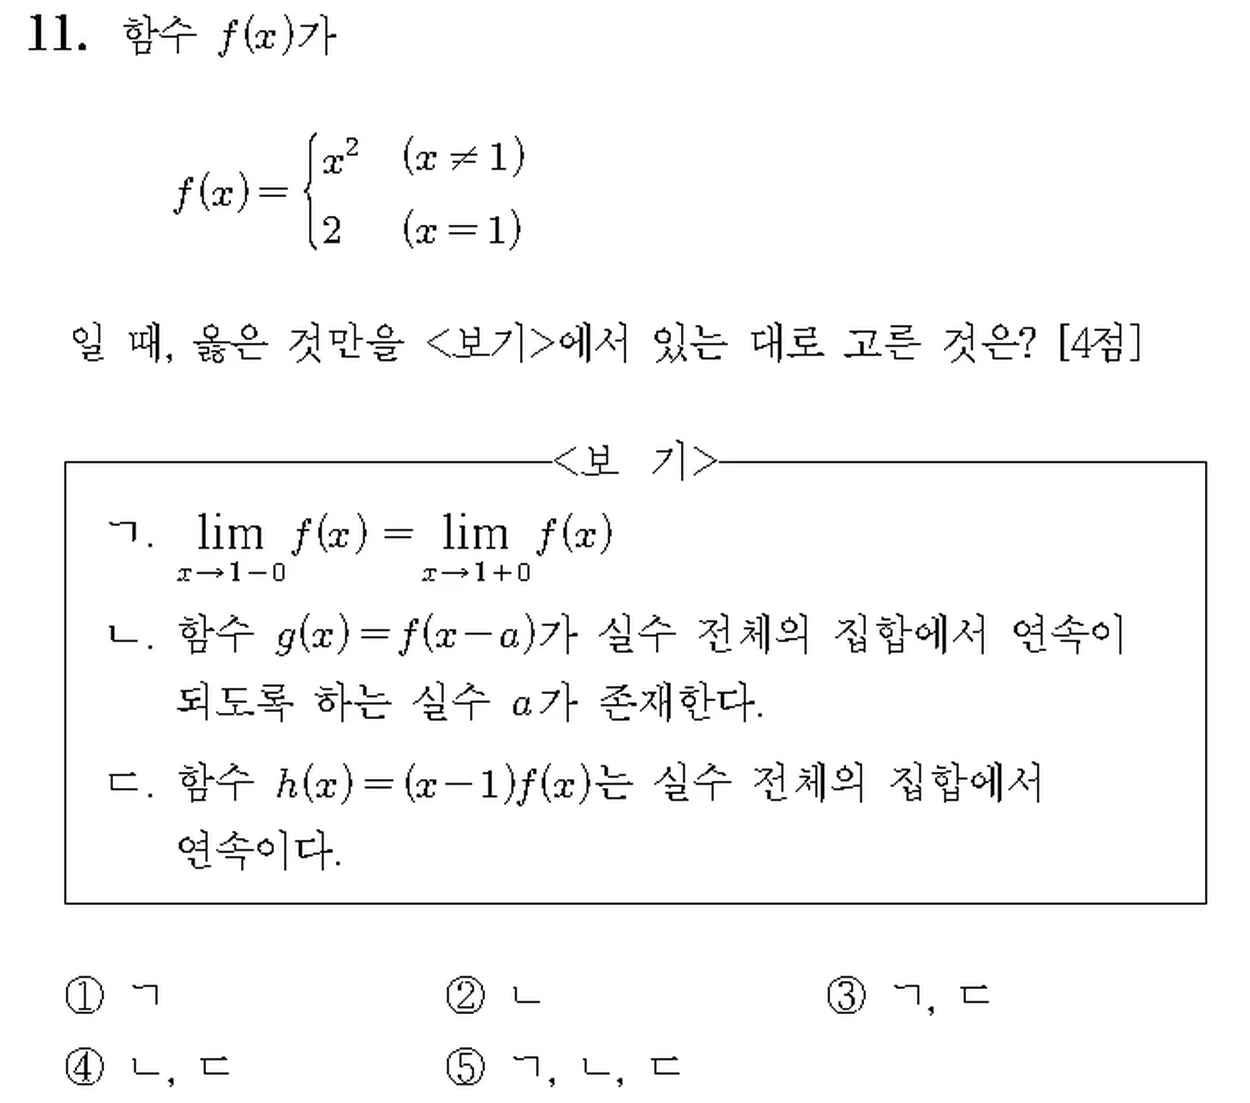 11. 함수 f(x)가
f(x) = { x² (x ≠ 1)
2 (x = 1)
일 때, 옳은 것만을 <보기>에서 있는 대로 고른 것은? [4점]
<보 기>
ㄱ. lim_{x→1-0} f(x) = lim_{x→1+0} f(x)
ㄴ. 함수 g(x) = f(x-a)가 실수 전체의 집합에서 연속이
되도록 하는 실수 a가 존재한다.
ㄷ. 함수 h(x) = (x-1)f(x)는 실수 전체의 집합에서
연속이다.
① ㄱ ② ㄴ ③ ㄱ, ㄷ
④ ㄴ, ㄷ ⑤ ㄱ, ㄴ, ㄷ